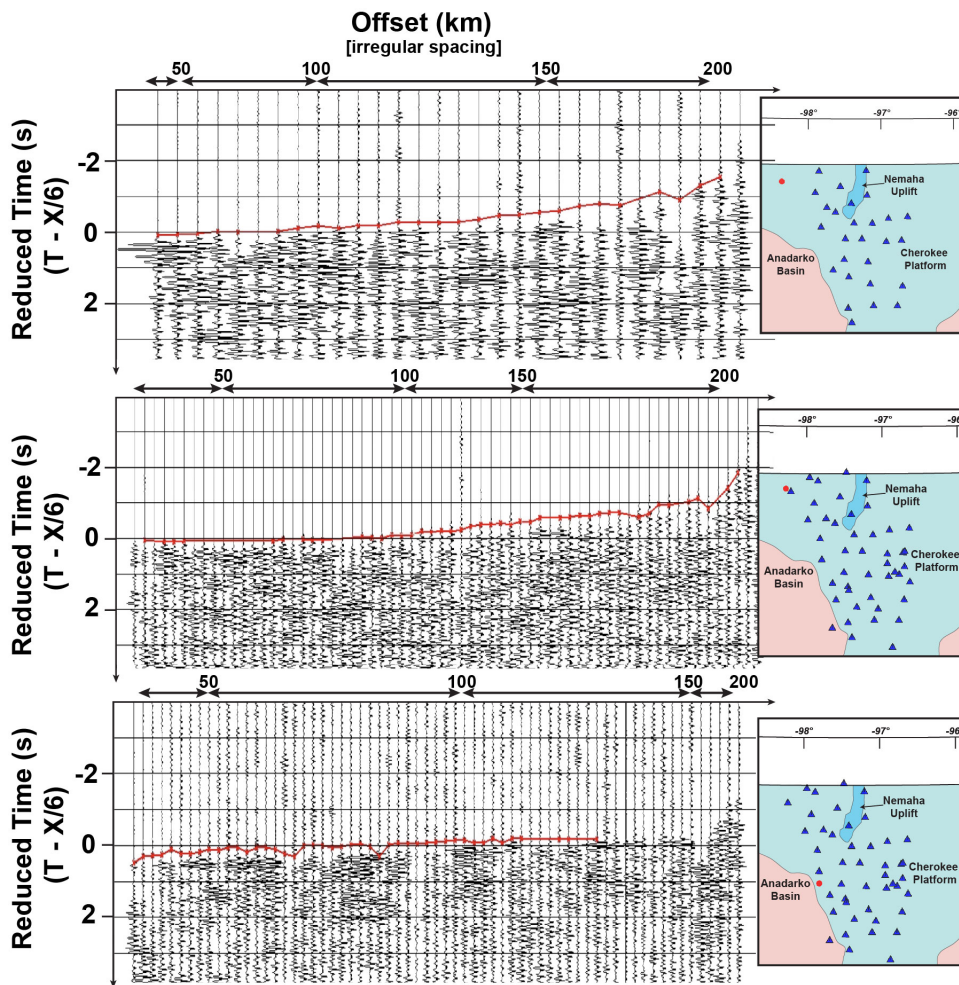 Offset (km)
[irregular spacing]
50 100 150 200
Reduced Time (s)
(T - X/6)
-2
0
2
-98° -97° -96
Nemaha
Uplift
Anadarko
Basin
Cherokee
Platform
50 100 150 200
-2
0
2
-98° -97° -96
Nemaha
Uplift
Cherokee
Platform
Anadarko
Basin
Reduced Time (s)
(T - X/6)
50 100 150 200
Reduced Time (s)
(T - X/6)
-2
0
2
-98° -97° -96
Nemaha
Uplift
Cherokee
Platform
Anadarko
Basin